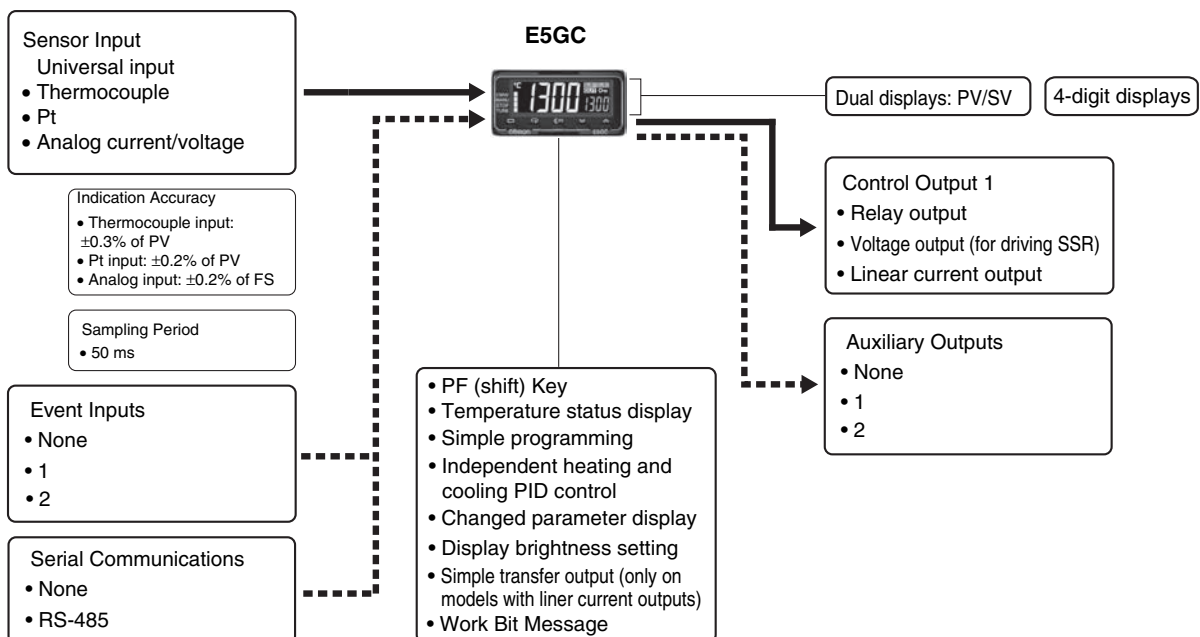 E5GC
Sensor Input
Universal input
• Thermocouple
• Pt
• Analog current/voltage
Indication Accuracy
• Thermocouple input:
±0.3% of PV
• Pt input: ±0.2% of PV
• Analog input: ±0.2% of FS
Sampling Period
• 50 ms
Event Inputs
• None
• 1
• 2
Serial Communications
• None
• RS-485
°C
1300
1300
OMRON
E5GC
• PF (shift) Key
• Temperature status display
• Simple programming
• Independent heating and
cooling PID control
• Changed parameter display
• Display brightness setting
• Simple transfer output (only on
models with liner current outputs)
• Work Bit Message
Dual displays: PV/SV
4-digit displays
Control Output 1
• Relay output
• Voltage output (for driving SSR)
• Linear current output
Auxiliary Outputs
• None
• 1
• 2